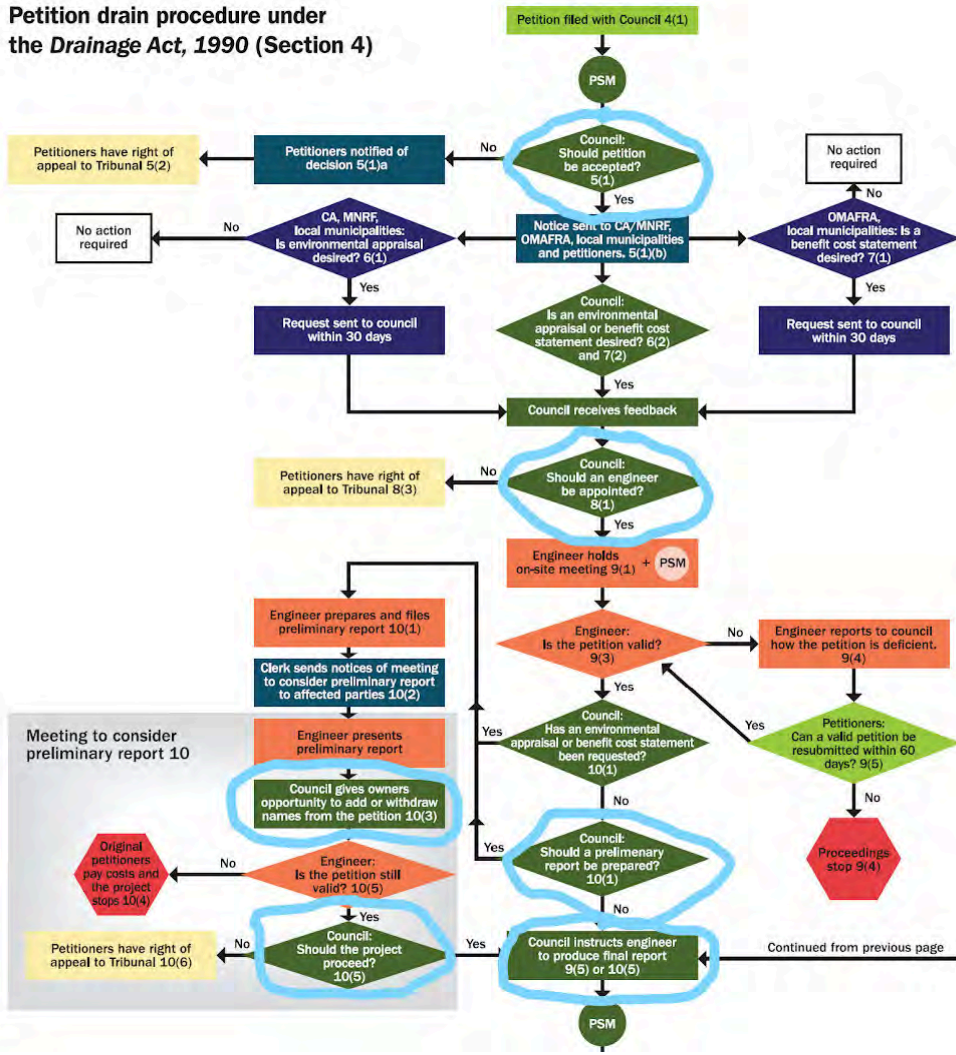 Petition drain procedure under
the Drainage Act, 1990 (Section 4)
Petition filed with Council 4(1)
PSM
Council:
Should petition
be accepted?
5(1)
No
Petitioners notified of
decision 5(1)a
Petitioners have right of
appeal to Tribunal 5(2)
Yes
Notice sent to CA/MNRF,
OMAFRA, local municipalities
and petitioners. 5(1)(b)
CA, MNRF,
local municipalities:
Is environmental appraisal
desired? 6(1)
No
No action
required
Yes
Request sent to council
within 30 days
OMAFRA,
local municipalities: Is a
benefit cost statement
desired? 7(1)
No
No action
required
Yes
Request sent to council
within 30 days
Council:
Is an environmental
appraisal or benefit cost
statement desired? 6(2)
and 7(2)
Yes
Council receives feedback
Council:
Should an engineer
be appointed?
8(1)
No
Petitioners have right of
appeal to Tribunal 8(3)
Yes
Engineer holds
on-site meeting 9(1) + PSM
Engineer:
Is the petition valid?
9(3)
No
Engineer reports to council
how the petition is deficient.
9(4)
Petitioners:
Can a valid petition be
resubmitted within 60
days? 9(5)
Yes
No
Proceedings
stop 9(4)
Yes
Council:
Has an environmental
appraisal or benefit cost statement
been requested?
10(1)
Yes
No
Council:
Should a prelimenary
report be prepared?
10(1)
Yes
No
Engineer prepares and files
preliminary report 10(1)
Clerk sends notices of meeting
to consider preliminary report
to affected parties 10(2)
Meeting to consider
preliminary report 10
Engineer presents
preliminary report
Council gives owners
opportunity to add or withdraw
names from the petition 10(3)
Engineer:
Is the petition still
valid? 10(5)
No
Original
petitioners
pay costs and
the project
stops 10(4)
Yes
Council:
Should the project
proceed?
10(5)
No
Petitioners have right of
appeal to Tribunal 10(6)
Yes
Council instructs engineer
to produce final report
9(5) or 10(5)
Continued from previous page
PSM